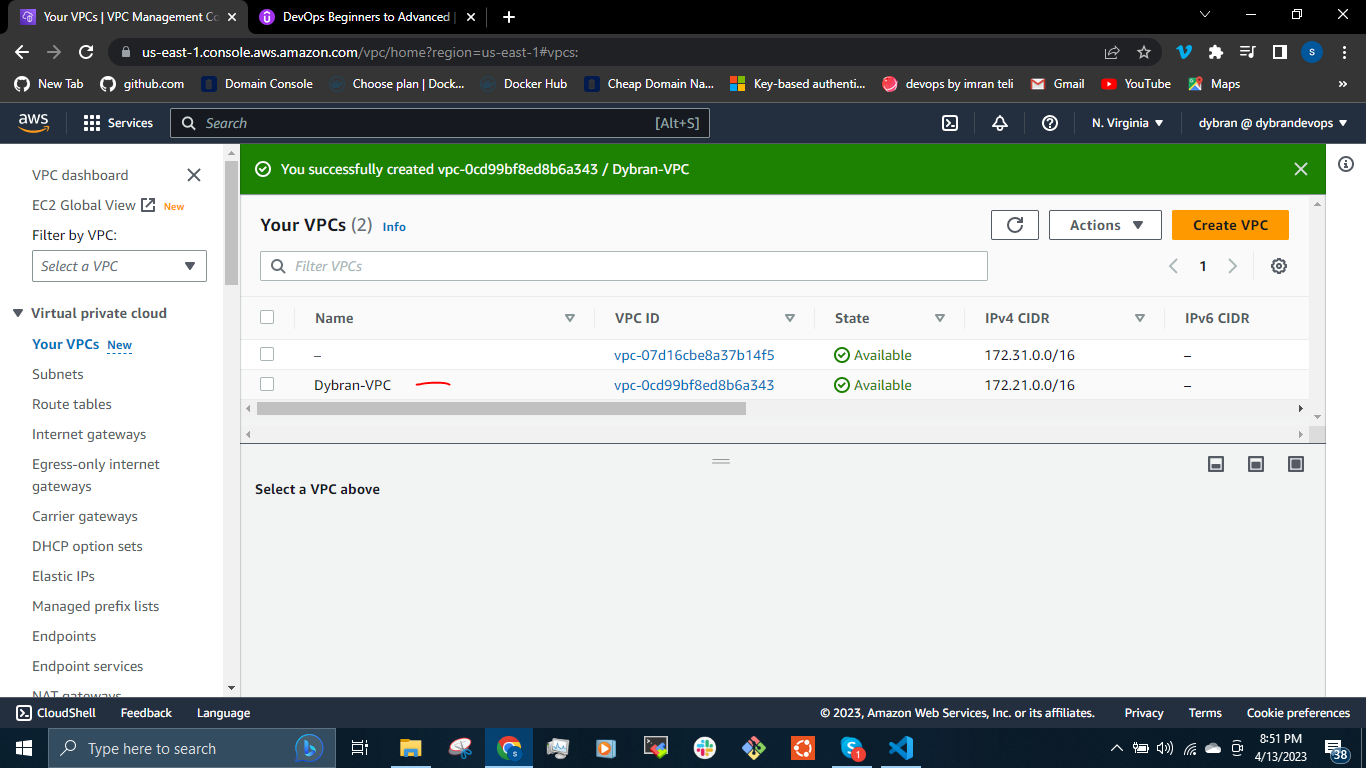 Your VPCs | VPC Management Co
DevOps Beginners to Advanced |
us-east-1.console.aws.amazon.com/vpc/home?region=us-east-1#vpcs:
S
New Tab github.com Domain Console Choose plan | Dock... Docker Hub Cheap Domain Na... Key-based authenti... devops by imran teli Gmail YouTube Maps »
aws Services Search [Alt+S] N. Virginia dybran @ dybrandevops
VPC dashboard
EC2 Global View New
Filter by VPC:
Select a VPC
Virtual private cloud
Your VPCs New
Subnets
Route tables
Internet gateways
Egress-only internet
gateways
Carrier gateways
DHCP option sets
Elastic IPs
Managed prefix lists
Endpoints
Endpoint services
NAT gateways
You successfully created vpc-0cd99bf8ed8b6a343 / Dybran-VPC
Your VPCs (2) Info Actions Create VPC
Filter VPCs 1
Name VPC ID State IPv4 CIDR IPv6 CIDR
– vpc-07d16cbe8a37b14f5 Available 172.31.0.0/16 –
Dybran-VPC vpc-0cd99bf8ed8b6a343 Available 172.21.0.0/16 –
Select a VPC above
CloudShell Feedback Language © 2023, Amazon Web Services, Inc. or its affiliates. Privacy Terms Cookie preferences
Type here to search
1
8:51 PM
4/13/2023
38